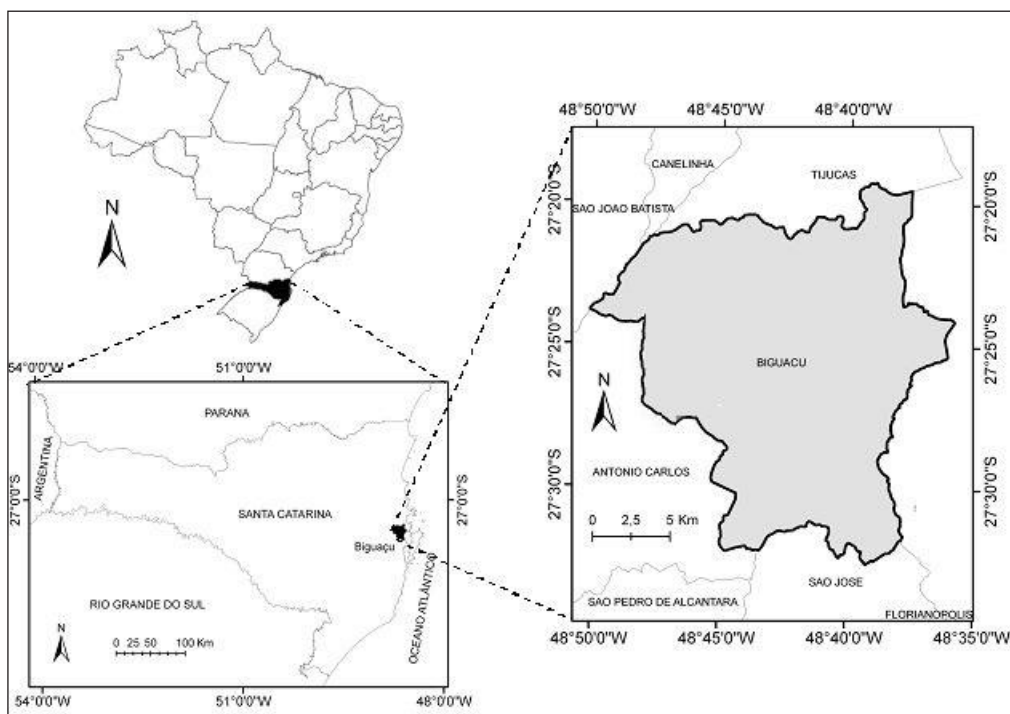 N
54°0'0"W
51°0'0"W
PARANA
ARGENTINA
27°0'0"S
27°0'0"S
SANTA CATARINA
Biguaçu
RIO GRANDE DO SUL
OCEANO ATLÂNTICO
N
0 25 50 100 Km
54°0'0"W
51°0'0"W
48°0'0"W
48°50'0"W
48°45'0"W
48°40'0"W
CANELINHA
TIJUCAS
SAO JOAO BATISTA
27°20'0"S
27°20'0"S
27°25'0"S
27°25'0"S
BIGUACU
N
ANTONIO CARLOS
27°30'0"S
27°30'0"S
0 2,5 5 Km
SAO JOSE
SAO PEDRO DE ALCANTARA
FLORIANÓPOLIS
48°50'0"W
48°45'0"W
48°40'0"W
48°35'0"W